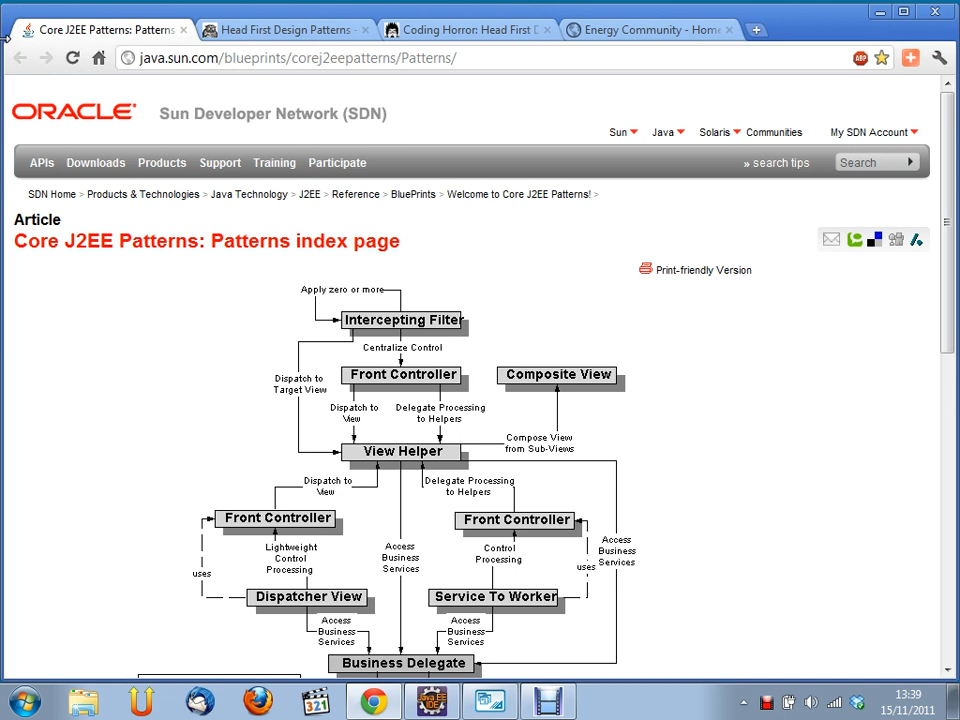 Core J2EE Patterns: Patterns
Head First Design Patterns -
Coding Horror: Head First D
Energy Community - Home
java.sun.com/blueprints/corej2eepatterns/Patterns/
ABP
ORACLE Sun Developer Network (SDN)
Sun Java Solaris Communities My SDN Account
APIs Downloads Products Support Training Participate » search tips Search
SDN Home > Products & Technologies > Java Technology > J2EE > Reference > BluePrints > Welcome to Core J2EE Patterns! >
Article
Core J2EE Patterns: Patterns index page
Print-friendly Version
Apply zero or more
Intercepting Filter
Centralize Control
Front Controller
Composite View
Dispatch to
Target View
Dispatch to
View
Delegate Processing
to Helpers
Compose View
from Sub-Views
View Helper
Dispatch to
View
Delegate Processing
to Helpers
Front Controller
Front Controller
Lightweight
Control
Processing
Access
Business
Services
Control
Processing
Access
Business
Services
uses
uses
Dispatcher View
Service To Worker
Access
Business
Services
Access
Business
Services
Business Delegate
321
Java EE
IDE
13:39
15/11/2011